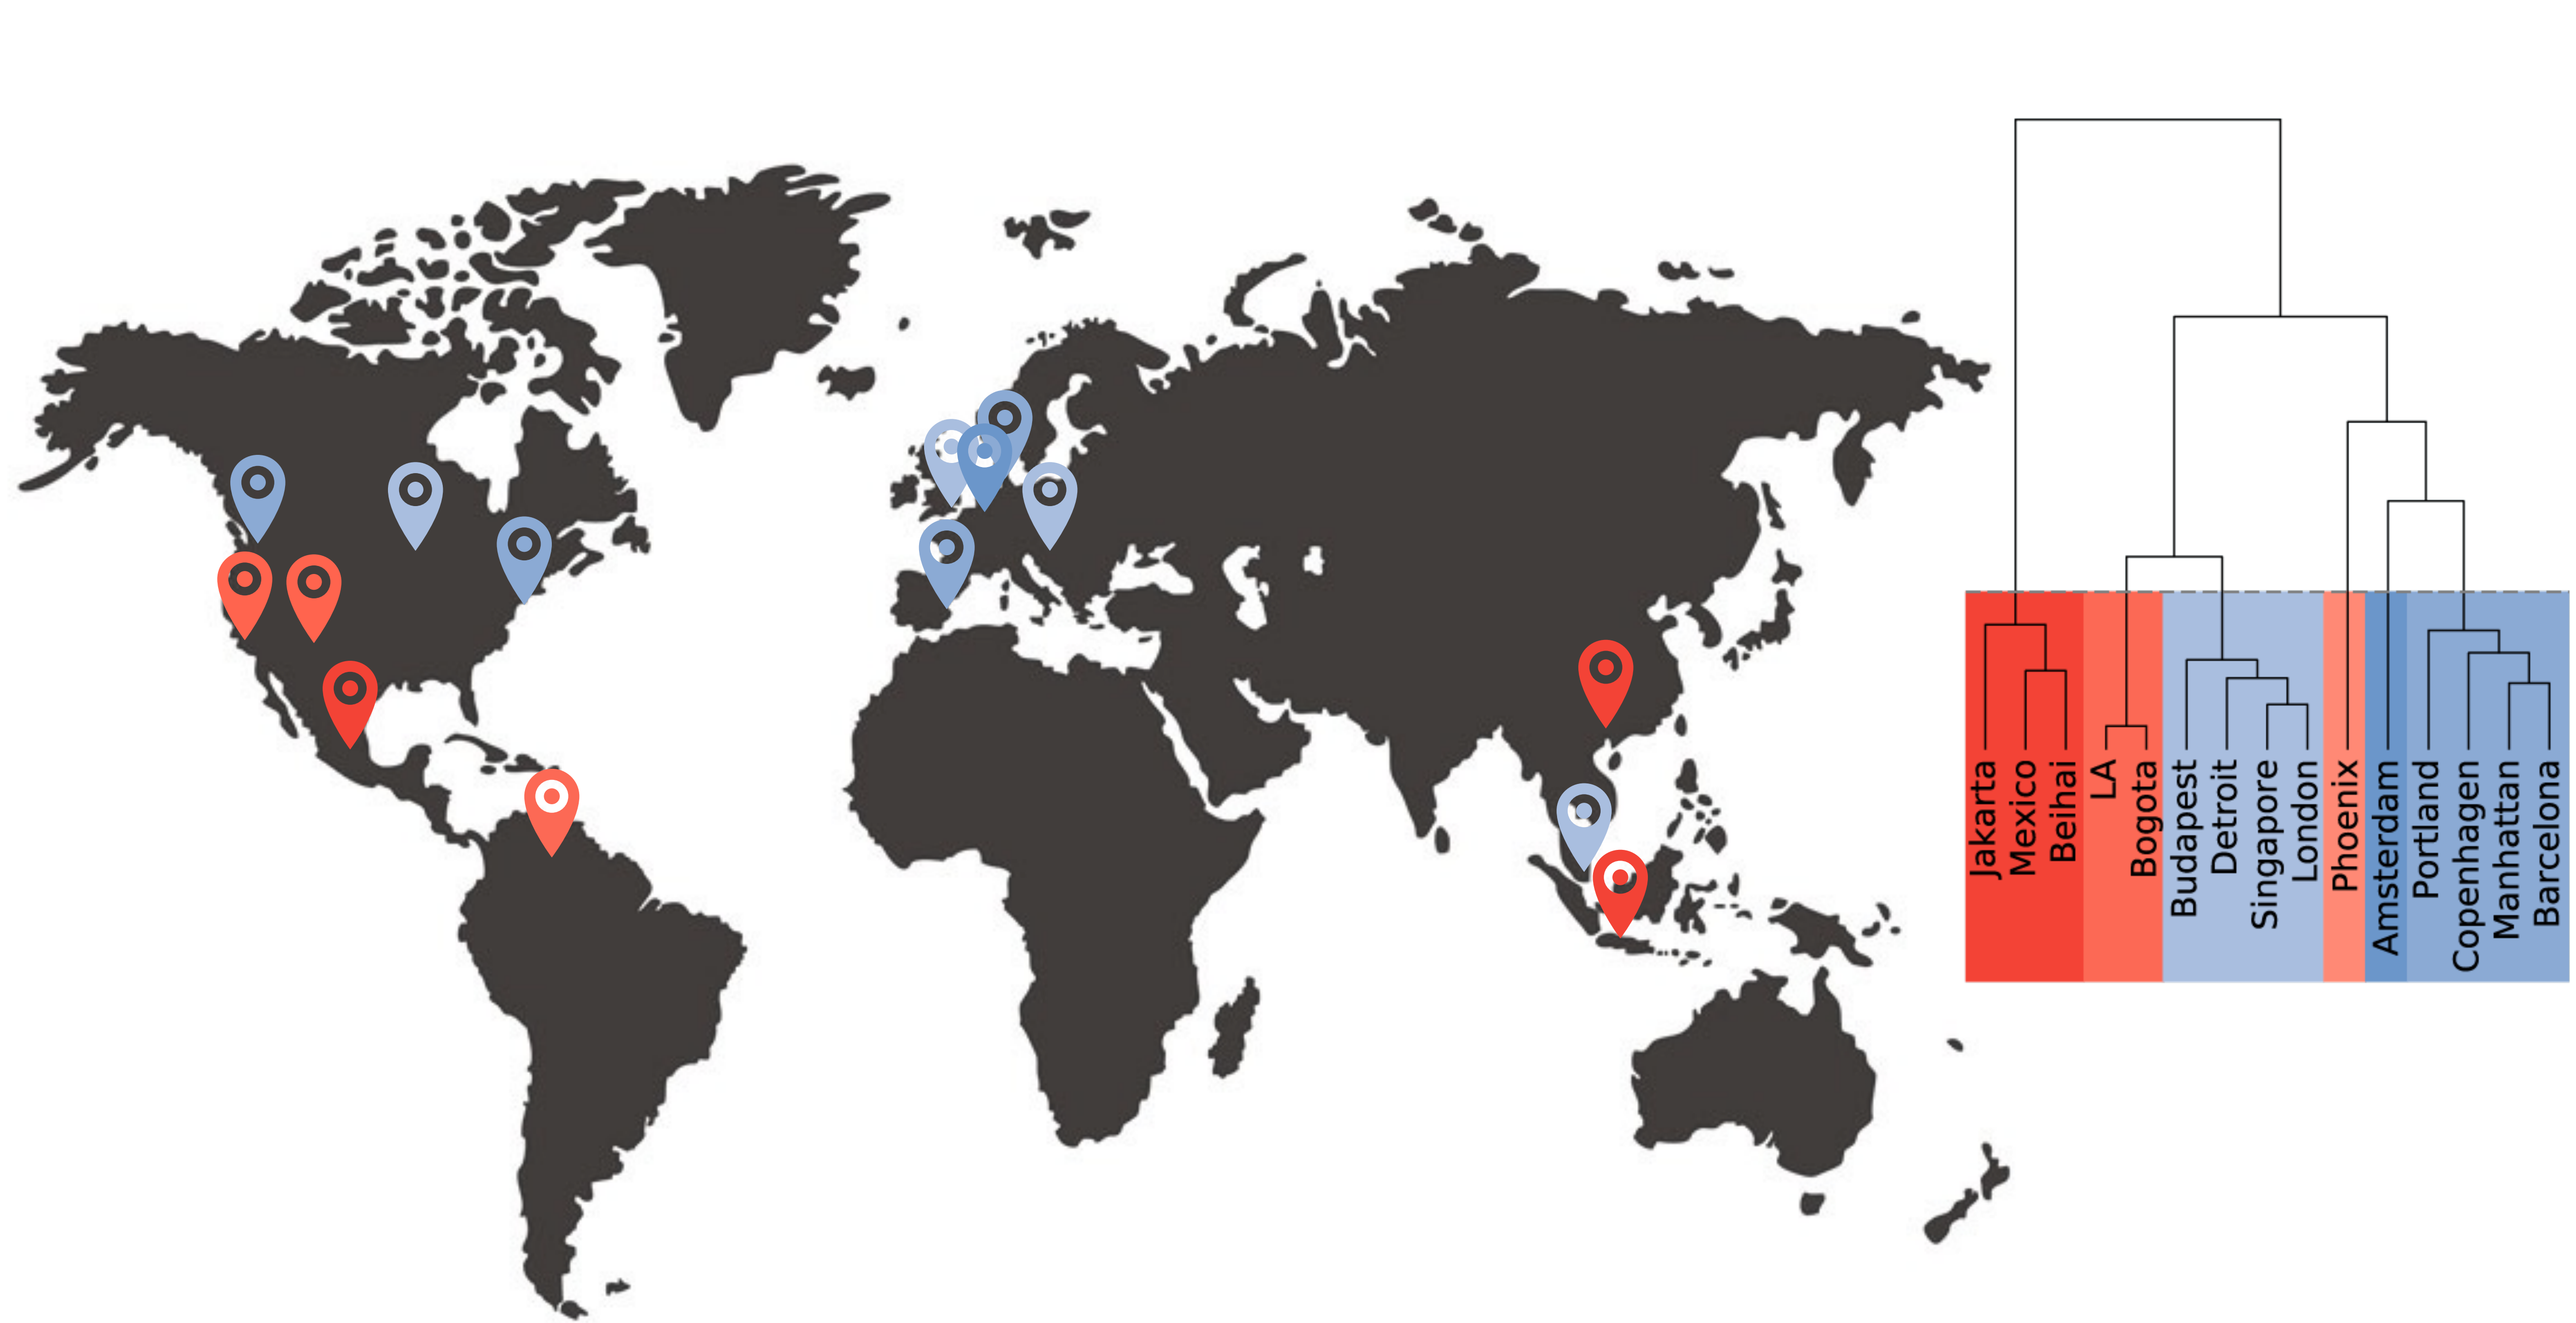 Jakarta
Mexico
Beihai
LA
Bogota
Budapest
Detroit
Singapore
London
Phoenix
Amsterdam
Portland
Copenhagen
Manhattan
Barcelona